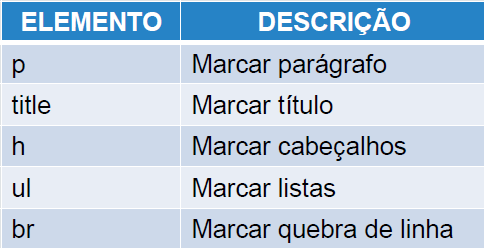 ELEMENTO DESCRIÇÃO
p Marcar parágrafo
title Marcar título
h Marcar cabeçalhos
ul Marcar listas
br Marcar quebra de linha